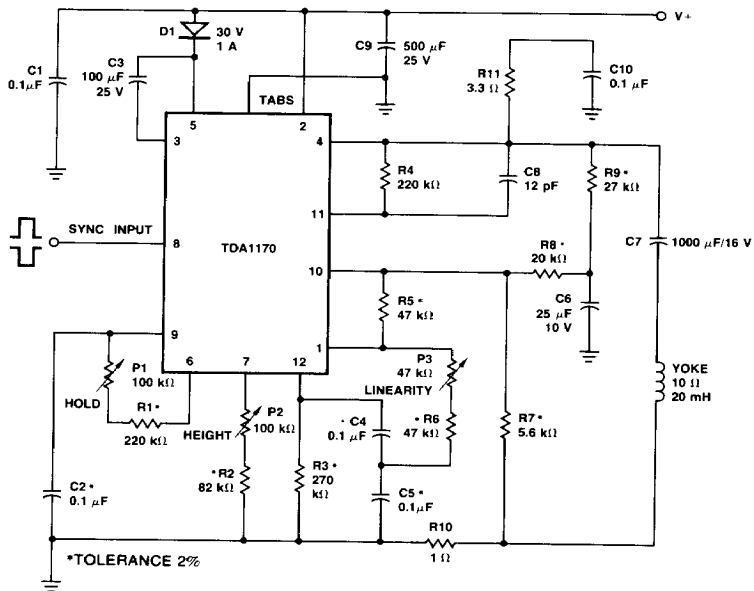 V+
D1
30 V
1 A
C3
100 µF
25 V
C9
500 µF
25 V
C1
0.1µF
R11
3.3 Ω
C10
0.1 µF
TABS
5
2
3
4
R4
220 kΩ
C8
12 pF
R9*
27 kΩ
11
SYNC INPUT
8
TDA1170
C7
1000 µF/16 V
R8*
20 kΩ
10
R5*
47 kΩ
C6
25 µF
10 V
9
1
P1
100 kΩ
HOLD
6
7
12
P3
47 kΩ
LINEARITY
YOKE
10 Ω
20 mH
R1*
220 kΩ
P2
100 kΩ
HEIGHT
*C4
0.1 µF
*R6
47 kΩ
R7*
5.6 kΩ
C2*
0.1 µF
*R2
82 kΩ
R3*
270
kΩ
C5*
0.1µF
R10
1 Ω
*TOLERANCE 2%